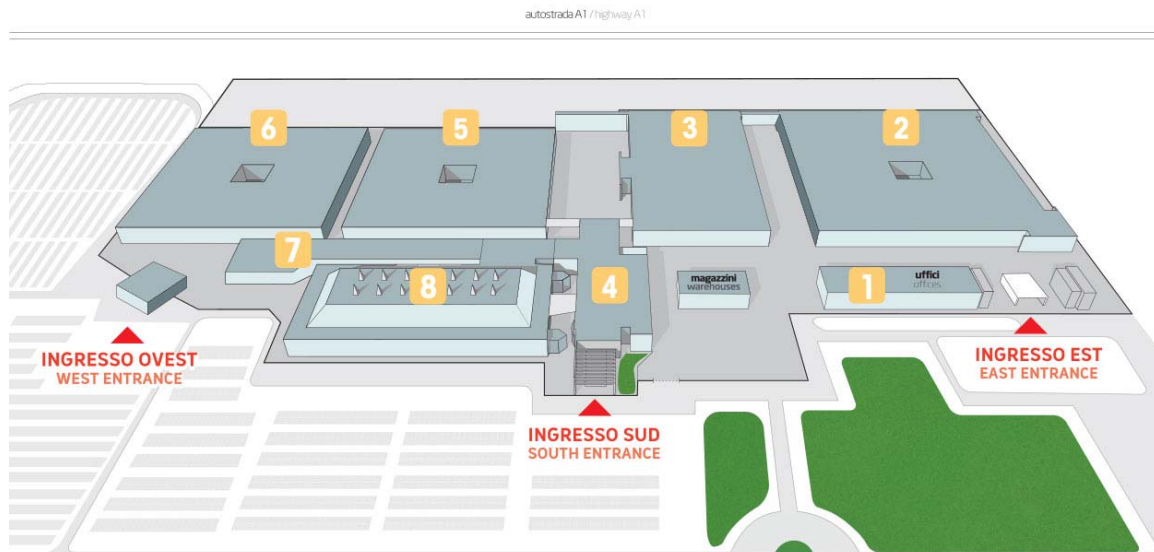 autostrada A1 / highway A1
6
5
3
2
7
8
4
magazzini
warehouses
1
uffici
offices
INGRESSO OVEST
WEST ENTRANCE
INGRESSO EST
EAST ENTRANCE
INGRESSO SUD
SOUTH ENTRANCE